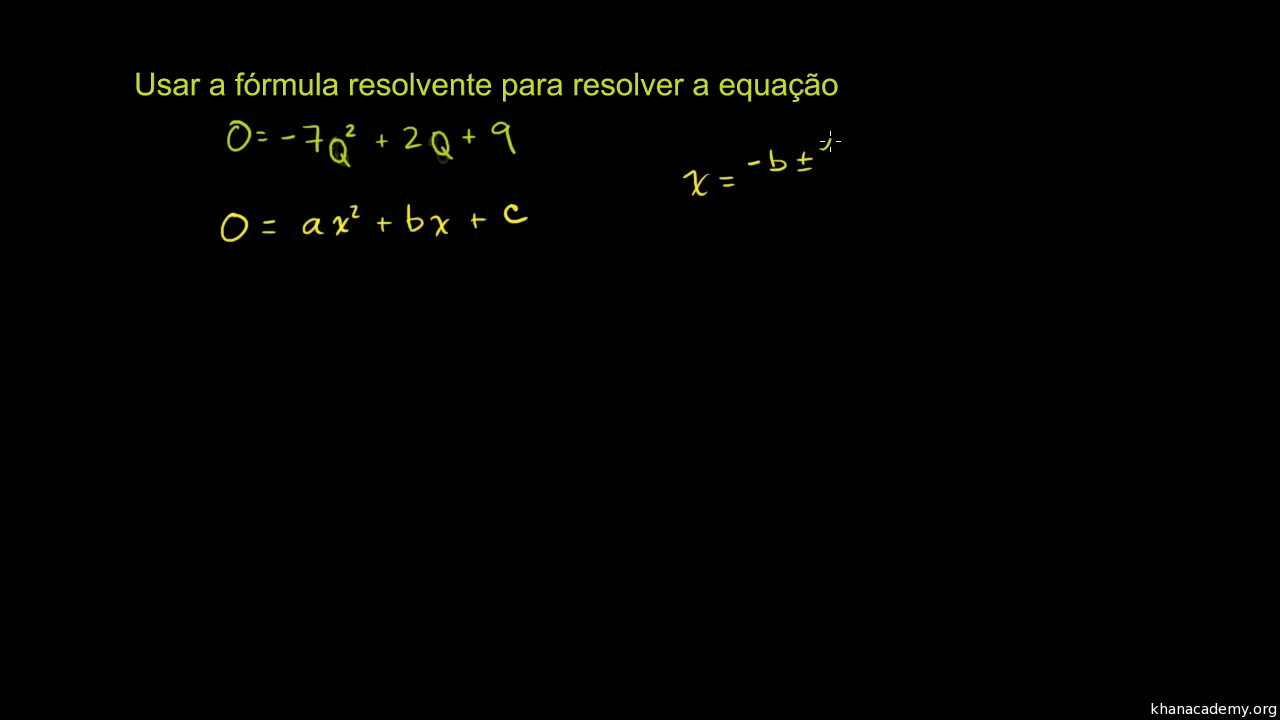 Usar a fórmula resolvente para resolver a equação
0 = -7Q² + 2Q + 9
x = -b ±
0 = ax² + bx + c
khanacademy.org